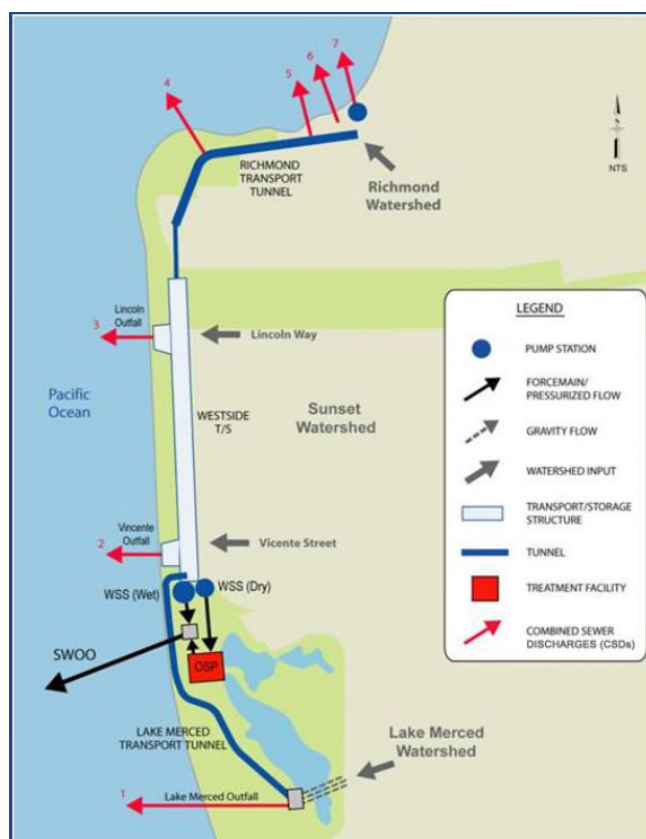 4
5
6
7
RICHMOND
TRANSPORT
TUNNEL
Richmond
Watershed
NTS
Lincoln
Outfall
3
Lincoln Way
Pacific
Ocean
WESTSIDE
T/S
Sunset
Watershed
Vincente
Outfall
2
Vicente Street
WSS (Wet)
WSS (Dry)
SWOO
OSP
LAKE MERCED
TRANSPORT TUNNEL
Lake Merced
Watershed
1
Lake Merced Outfall
LEGEND
PUMP STATION
FORCEMAIN/
PRESSURIZED FLOW
GRAVITY FLOW
WATERSHED INPUT
TRANSPORT/STORAGE
STRUCTURE
TUNNEL
TREATMENT FACILITY
COMBINED SEWER
DISCHARGES (CSDs)